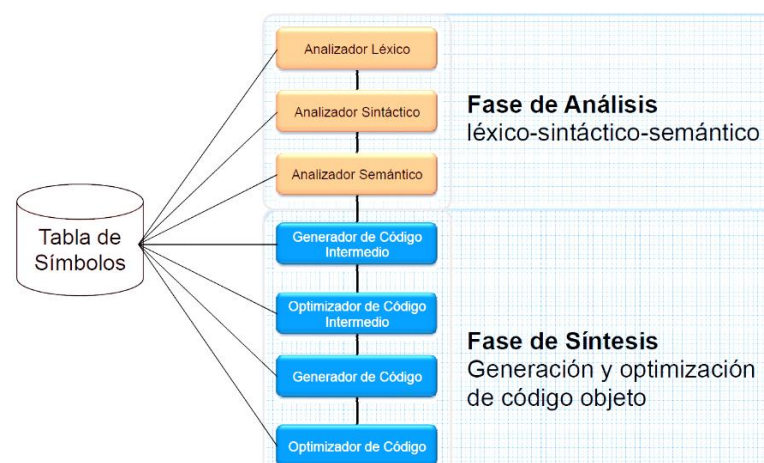 Analizador Léxico
Analizador Sintáctico
Analizador Semántico
Fase de Análisis
léxico-sintáctico-semántico
Tabla de
Símbolos
Generador de Código
Intermedio
Optimizador de Código
Intermedio
Generador de Código
Optimizador de Código
Fase de Síntesis
Generación y optimización
de código objeto